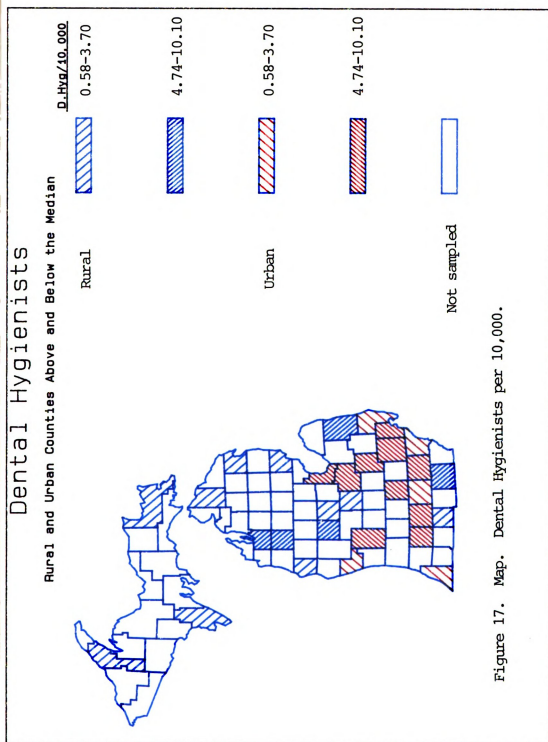 Dental Hygienists
Rural and Urban Counties Above and Below the Median
D.Hyg/10,000
Rural
0.58-3.70
4.74-10.10
Urban
0.58-3.70
4.74-10.10
Not sampled
Figure 17. Map. Dental Hygienists per 10,000.